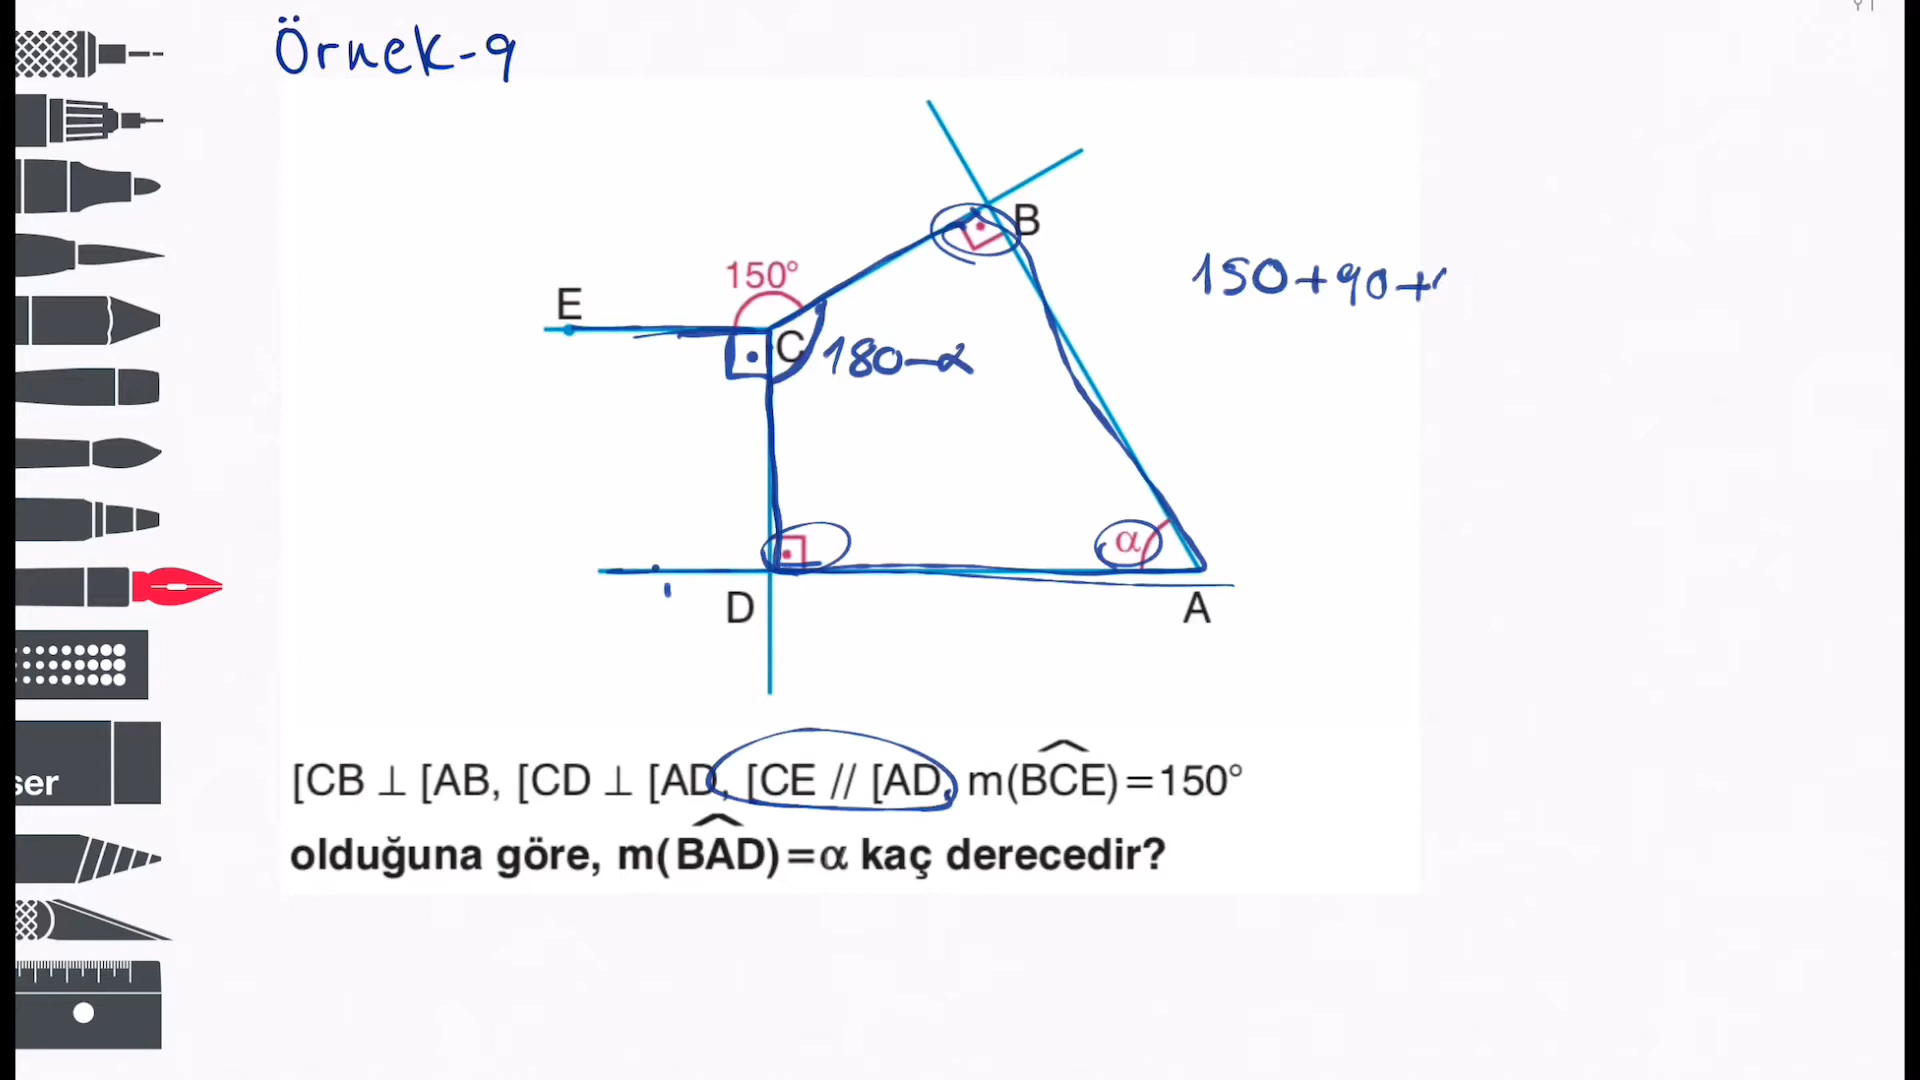 Örnek-9
B
150°
E
150+90+
C
180-α
α
D
A
[CB ⊥ [AB, [CD ⊥ [AD, [CE // [AD, m(BCE)=150°
olduğuna göre, m(BAD)=α kaç derecedir?
ser